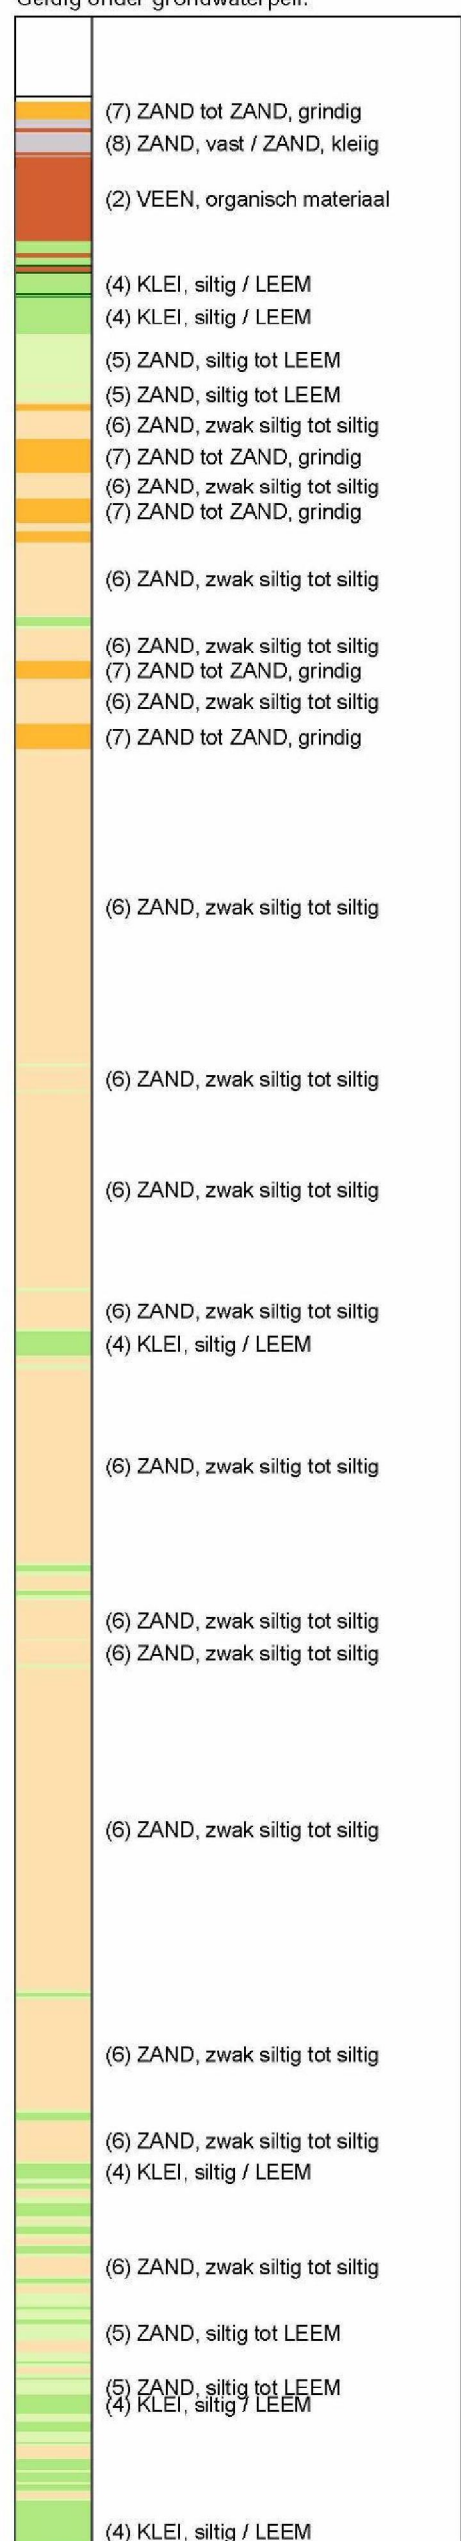 Geldig onder grondwaterpeil.
(7) ZAND tot ZAND, grindig
(8) ZAND, vast / ZAND, kleiig
(2) VEEN, organisch materiaal
(4) KLEI, siltig / LEEM
(4) KLEI, siltig / LEEM
(5) ZAND, siltig tot LEEM
(5) ZAND, siltig tot LEEM
(6) ZAND, zwak siltig tot siltig
(7) ZAND tot ZAND, grindig
(6) ZAND, zwak siltig tot siltig
(7) ZAND tot ZAND, grindig
(6) ZAND, zwak siltig tot siltig
(6) ZAND, zwak siltig tot siltig
(7) ZAND tot ZAND, grindig
(6) ZAND, zwak siltig tot siltig
(7) ZAND tot ZAND, grindig
(6) ZAND, zwak siltig tot siltig
(6) ZAND, zwak siltig tot siltig
(6) ZAND, zwak siltig tot siltig
(6) ZAND, zwak siltig tot siltig
(4) KLEI, siltig / LEEM
(6) ZAND, zwak siltig tot siltig
(6) ZAND, zwak siltig tot siltig
(6) ZAND, zwak siltig tot siltig
(6) ZAND, zwak siltig tot siltig
(6) ZAND, zwak siltig tot siltig
(6) ZAND, zwak siltig tot siltig
(4) KLEI, siltig / LEEM
(6) ZAND, zwak siltig tot siltig
(5) ZAND, siltig tot LEEM
(5) ZAND, siltig tot LEEM
(4) KLEI, siltig / LEEM
(4) KLEI, siltig / LEEM